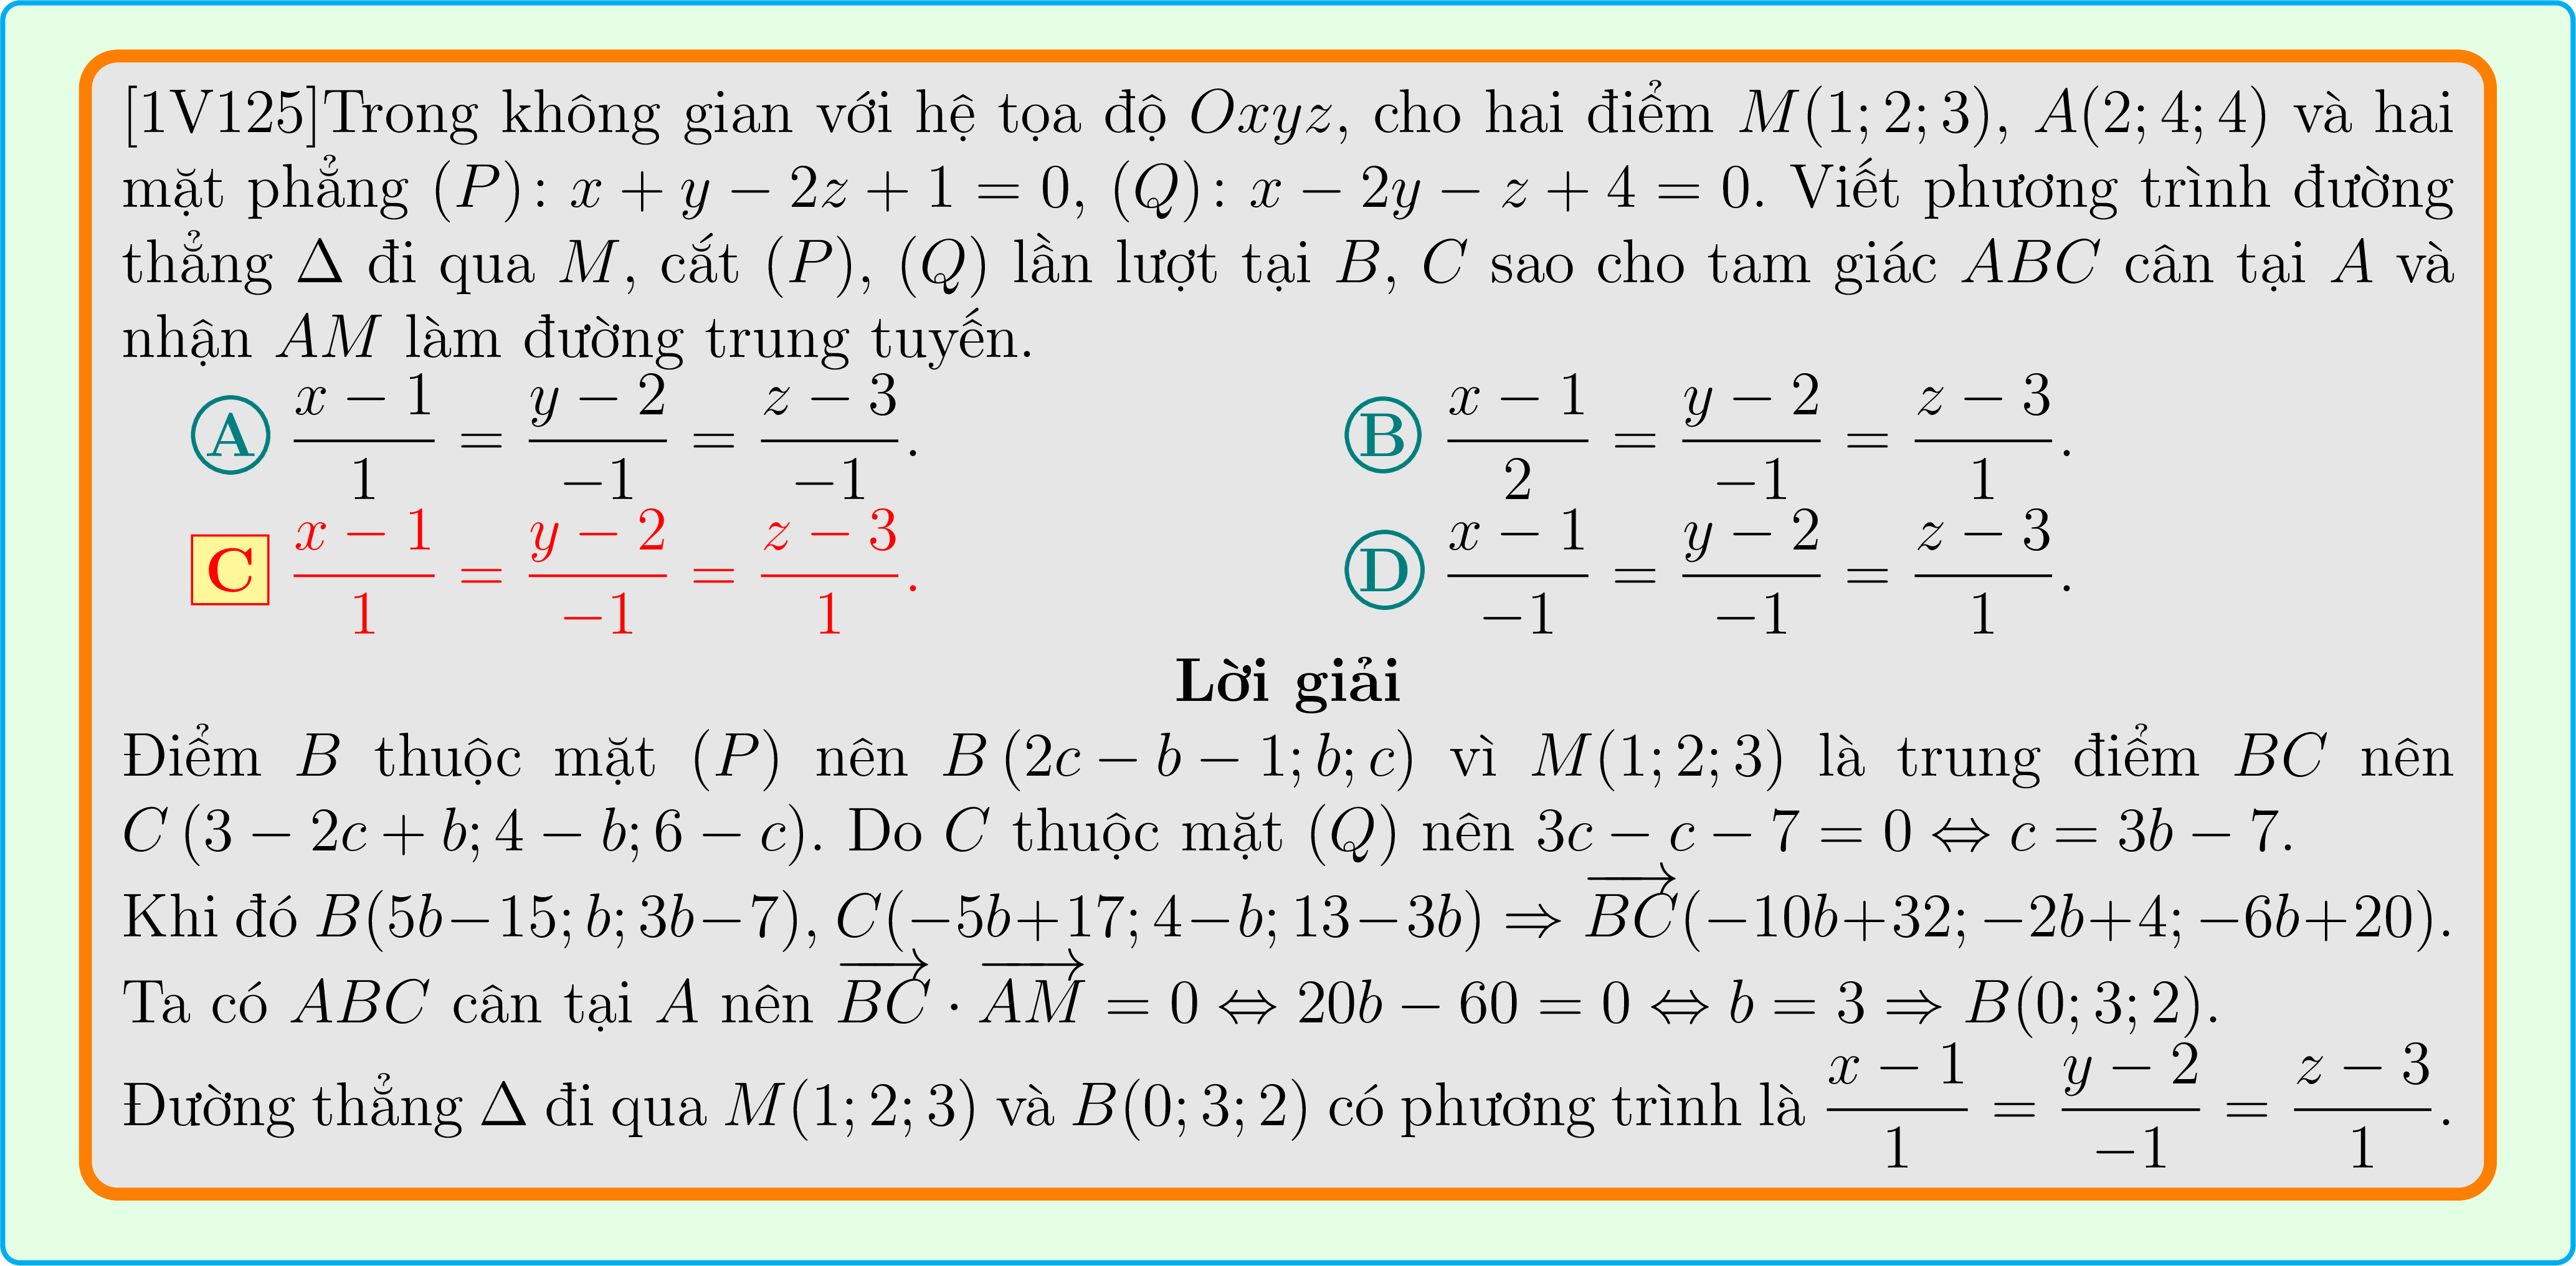 [1V125]Trong không gian với hệ tọa độ $Oxyz$, cho hai điểm $M(1;2;3)$, $A(2;4;4)$ và hai
mặt phẳng $(P)\colon x+y-2z+1=0$, $(Q)\colon x-2y-z+4=0$. Viết phương trình đường
thẳng $\Delta$ đi qua $M$, cắt $(P)$, $(Q)$ lần lượt tại $B$, $C$ sao cho tam giác $ABC$ cân tại $A$ và
nhận $AM$ làm đường trung tuyến.
A $\frac{x-1}{1}=\frac{y-2}{-1}=\frac{z-3}{-1}$. B $\frac{x-1}{2}=\frac{y-2}{-1}=\frac{z-3}{1}$.
C $\frac{x-1}{1}=\frac{y-2}{-1}=\frac{z-3}{1}$. D $\frac{x-1}{-1}=\frac{y-2}{-1}=\frac{z-3}{1}$.
Lời giải
Điểm $B$ thuộc mặt $(P)$ nên $B(2c-b-1;b;c)$ vì $M(1;2;3)$ là trung điểm $BC$ nên
$C(3-2c+b;4-b;6-c)$. Do $C$ thuộc mặt $(Q)$ nên $3c-c-7=0\Leftrightarrow c=3b-7$.
Khi đó $B(5b-15;b;3b-7)$, $C(-5b+17;4-b;13-3b)\Rightarrow\overrightarrow{BC}(-10b+32;-2b+4;-6b+20)$.
Ta có $ABC$ cân tại $A$ nên $\overrightarrow{BC}\cdot\overrightarrow{AM}=0\Leftrightarrow 20b-60=0\Leftrightarrow b=3\Rightarrow B(0;3;2)$.
Đường thẳng $\Delta$ đi qua $M(1;2;3)$ và $B(0;3;2)$ có phương trình là $\frac{x-1}{1}=\frac{y-2}{-1}=\frac{z-3}{1}$.